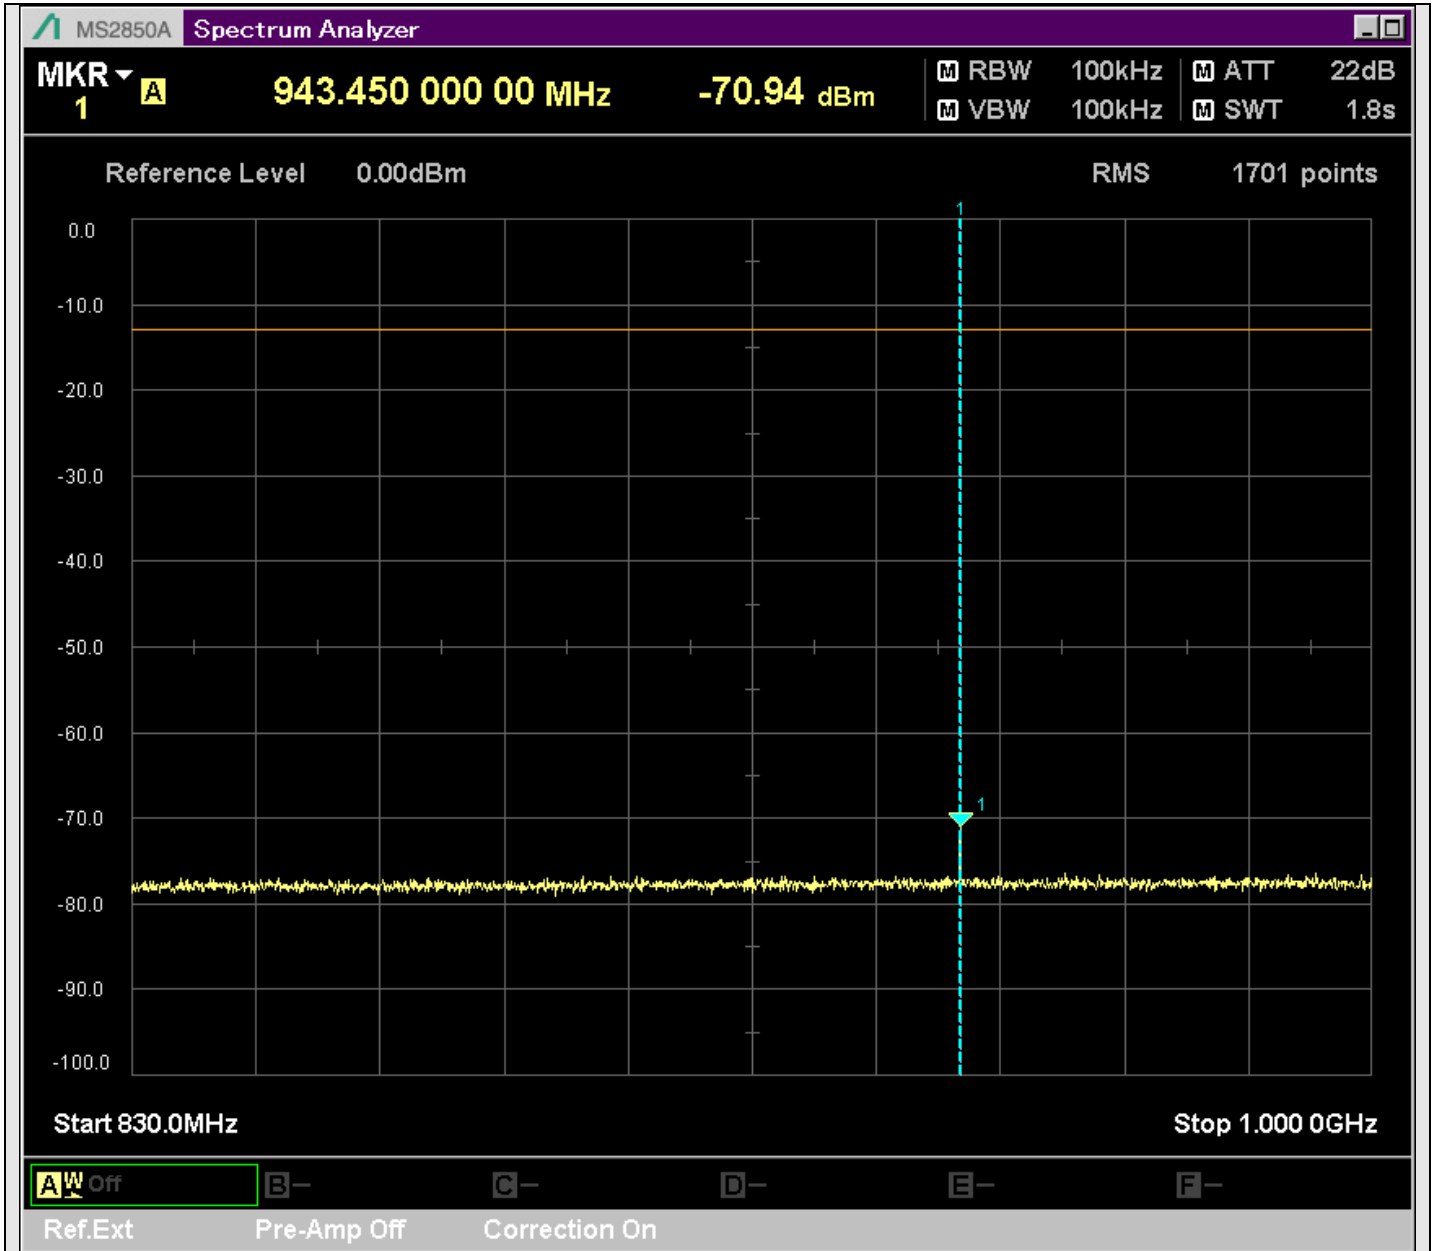 MS2850A Spectrum Analyzer
MKR A 943.450 000 00 MHz -70.94 dBm M RBW 100kHz M ATT 22dB
1 M VBW 100kHz M SWT 1.8s
Reference Level 0.00dBm RMS 1701 points
1
0.0
-10.0
-20.0
-30.0
-40.0
-50.0
-60.0
1
-70.0
-80.0
-90.0
-100.0
Start 830.0MHz Stop 1.000 0GHz
A W Off B - C - D - E - F -
Ref.Ext Pre-Amp Off Correction On